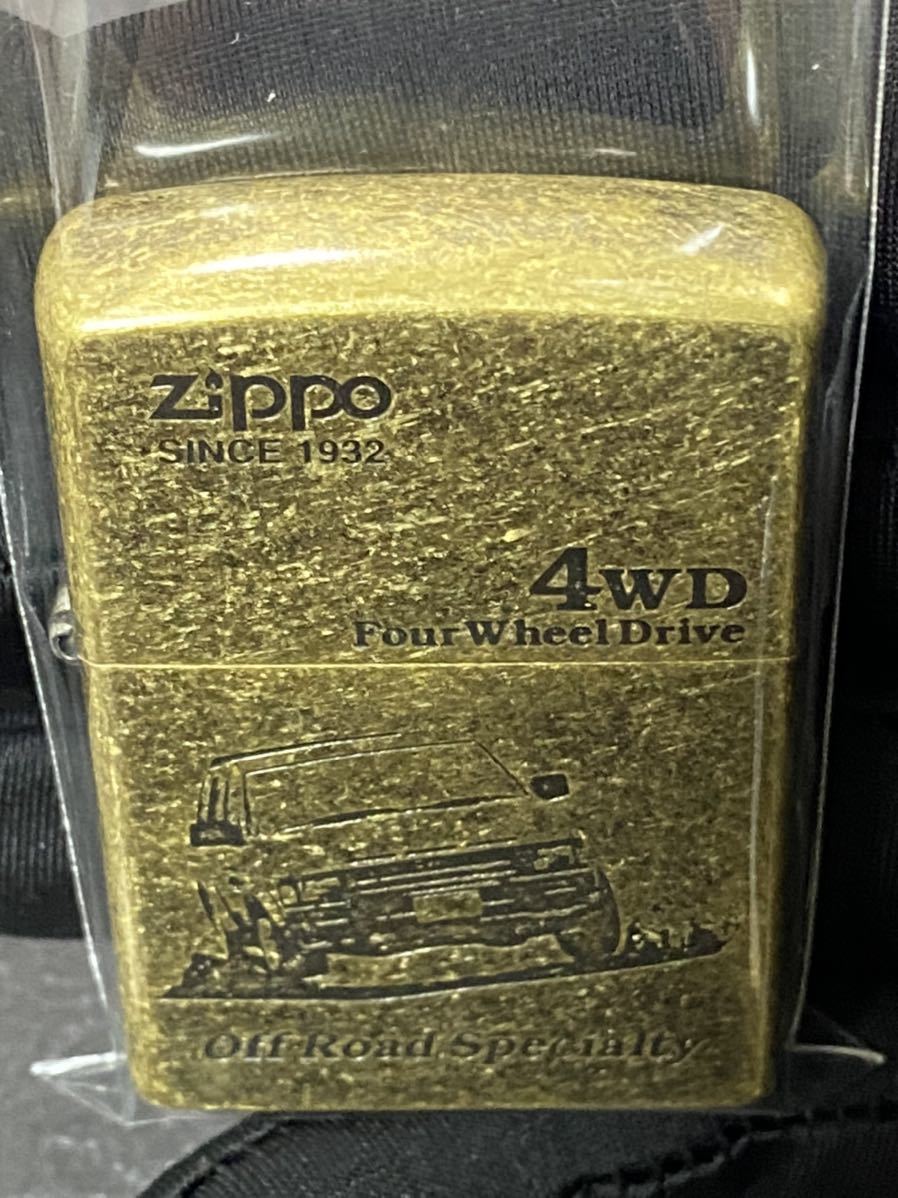 Zippo
SINCE 1932
4WD
Four Wheel Drive
Off Road Specialty